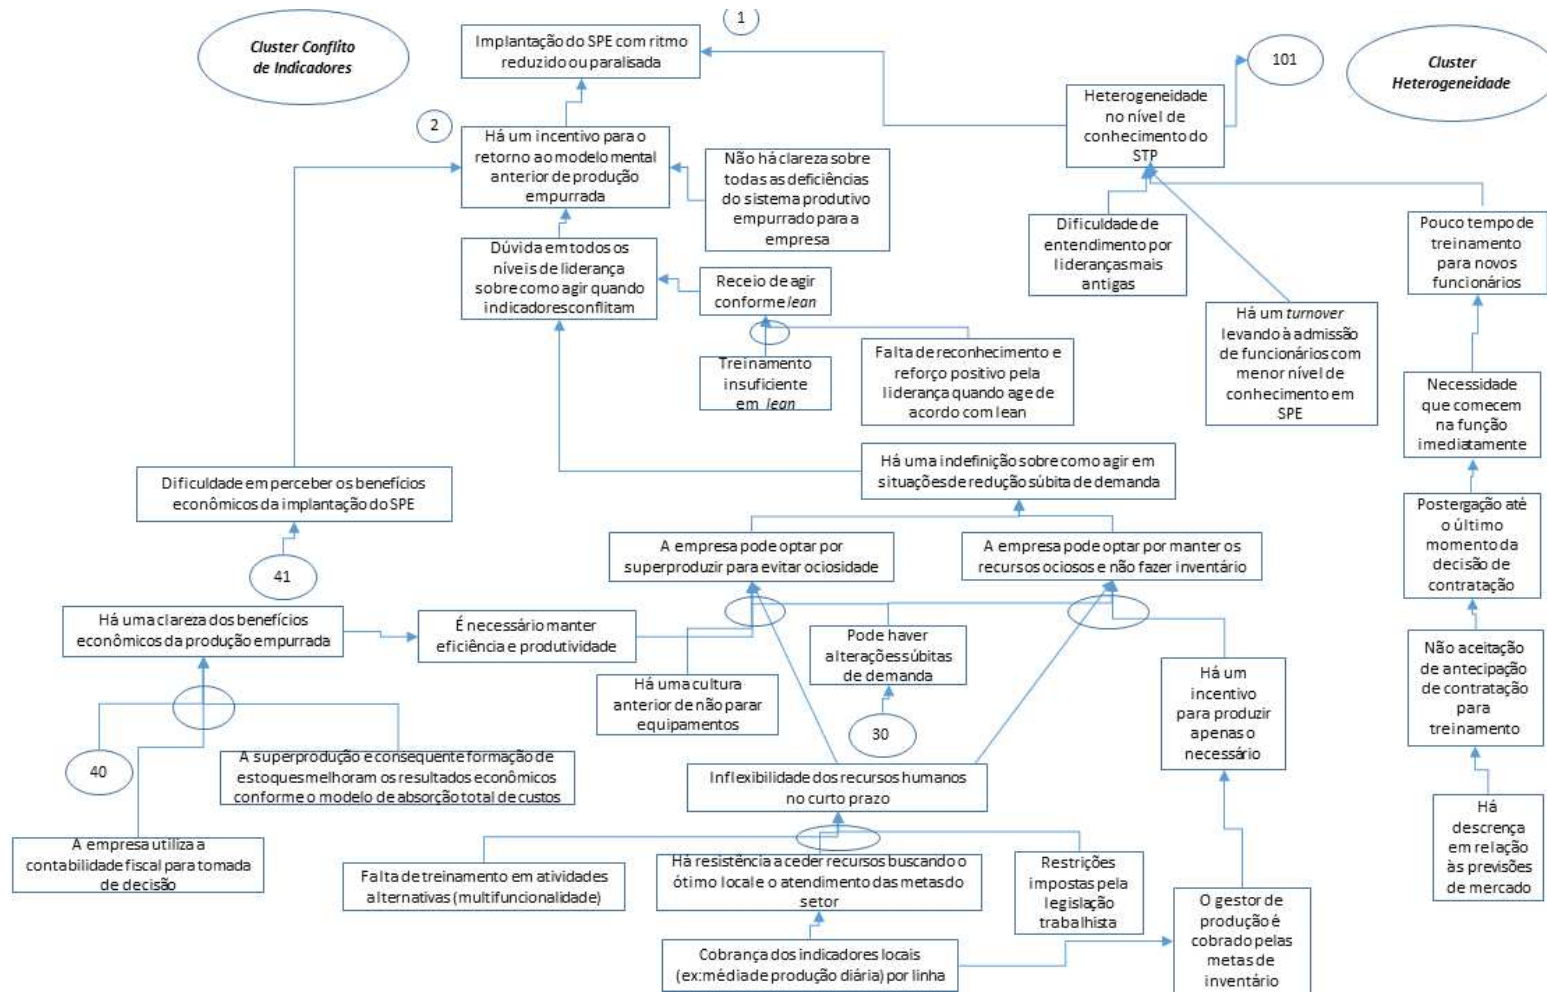 1
Cluster Conflito
de Indicadores
Implantação do SPE com ritmo
reduzido ou paralisada
101
Cluster
Heterogeneidade
Heterogeneidade
no nível de
conhecimento do
STP
2
Há um incentivo para o
retorno ao modelo mental
anterior de produção
empurrada
Não há clareza sobre
todas as deficiências
do sistema produtivo
empurrado para a
empresa
Dificuldade de
entendimento por
lideranças mais
antigas
Pouco tempo de
treinamento
para novos
funcionários
Dúvida em todos os
níveis de liderança
sobre como agir quando
indicadores conflitam
Receio de agir
conforme lean
Há um turnover
levando à admissão
de funcionários com
menor nível de
conhecimento em
SPE
Treinamento
insuficiente
em lean
Falta de reconhecimento e
reforço positivo pela
liderança quando age de
acordo com lean
Necessidade
que comecem
na função
imediatamente
Há uma indefinição sobre como agir em
situações de redução súbita de demanda
Dificuldade em perceber os benefícios
econômicos da implantação do SPE
Postergação até
o último
momento da
decisão de
contratação
A empresa pode optar por
superproduzir para evitar ociosidade
A empresa pode optar por manter os
recursos ociosos e não fazer inventário
41
Há uma clareza dos benefícios
econômicos da produção empurrada
É necessário manter
eficiência e produtividade
Pode haver
alterações súbitas
de demanda
Não aceitação
de antecipação
de contratação
para
treinamento
Há uma cultura
anterior de não parar
equipamentos
Há um
incentivo
para produzir
apenas o
necessário
30
40
A superprodução e consequente formação de
estoques melhoram os resultados econômicos
conforme o modelo de absorção total de custos
Inflexibilidade dos recursos humanos
no curto prazo
Há
descrença
em relação
às previsões
de mercado
A empresa utiliza a
contabilidade fiscal para tomada
de decisão
Falta de treinamento em atividades
alternativas (multifuncionalidade)
Há resistência a ceder recursos buscando o
ótimo local e o atendimento das metas do
setor
Restrições
impostas pela
legislação
trabalhista
O gestor de
produção é
cobrado pelas
metas de
inventário
Cobrança dos indicadores locais
(ex: média de produção diária) por linha